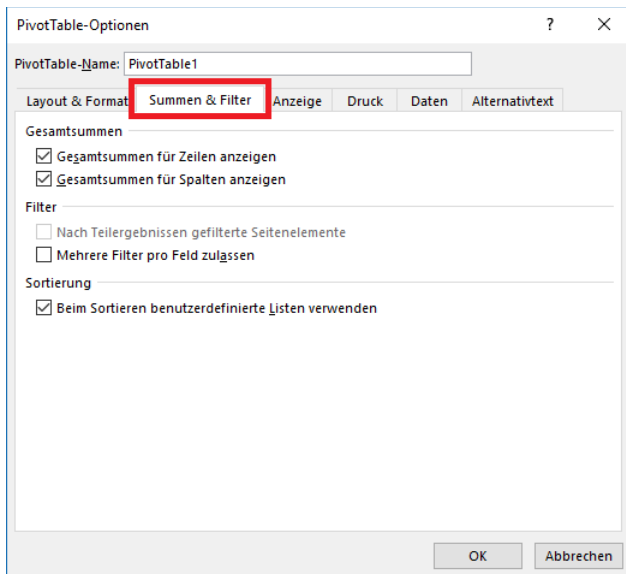 PivotTable-Optionen ? ×
PivotTable-Name: PivotTable1
Layout & Format Summen & Filter Anzeige Druck Daten Alternativtext
Gesamtsummen
Gesamtsummen für Zeilen anzeigen
Gesamtsummen für Spalten anzeigen
Filter
Nach Teilergebnissen gefilterte Seitenelemente
Mehrere Filter pro Feld zulassen
Sortierung
Beim Sortieren benutzerdefinierte Listen verwenden
OK Abbrechen